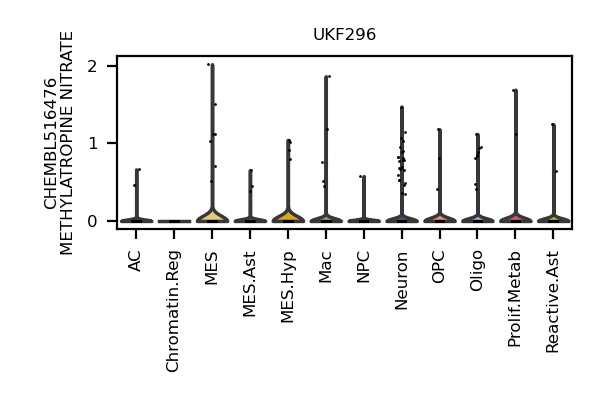 UKF296
CHEMBL516476
METHYLATROPINE NITRATE
2
1
0
AC
Chromatin.Reg
MES
MES.Ast
MES.Hyp
Mac
NPC
Neuron
OPC
Oligo
Prolif.Metab
Reactive.Ast